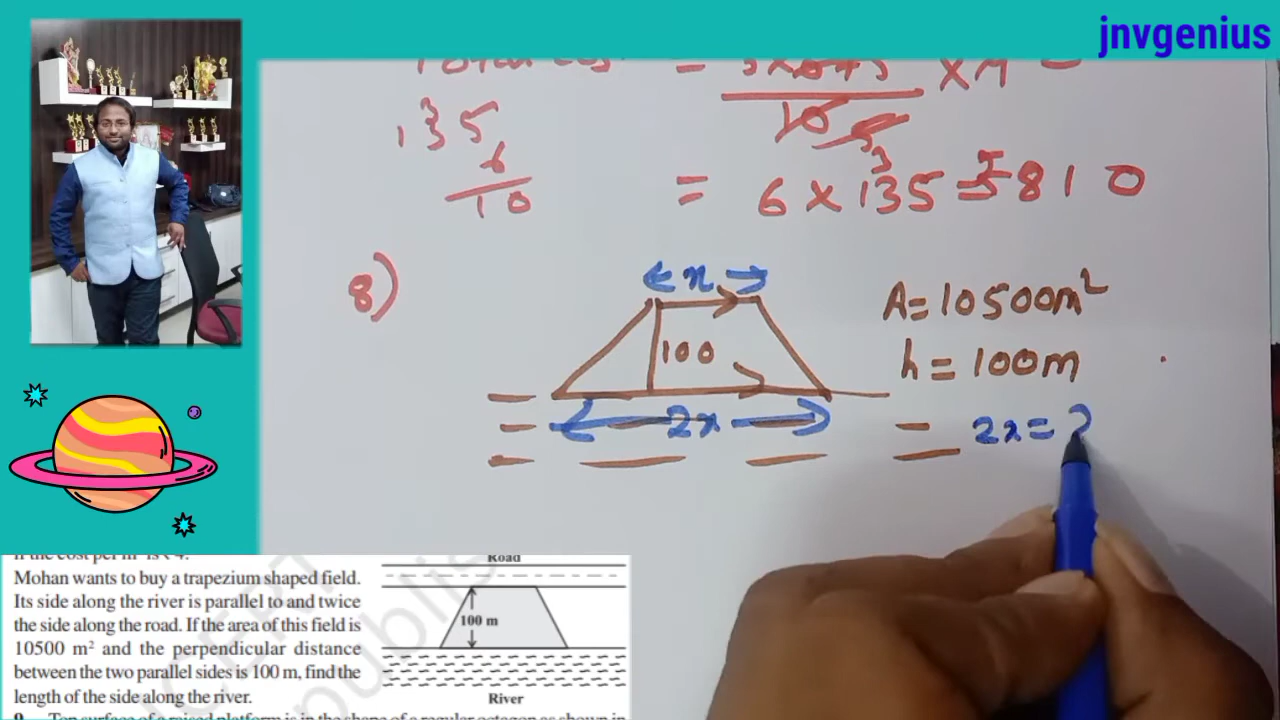 jnvgenius
135
6
10
= 6 x 135 = 810
8)
x
A = 10500m²
100
h = 100m
2x
2x = ?
Mohan wants to buy a trapezium shaped field.
Its side along the river is parallel to and twice
the side along the road. If the area of this field is
10500 m² and the perpendicular distance
between the two parallel sides is 100 m, find the
length of the side along the river.
Road
100 m
River